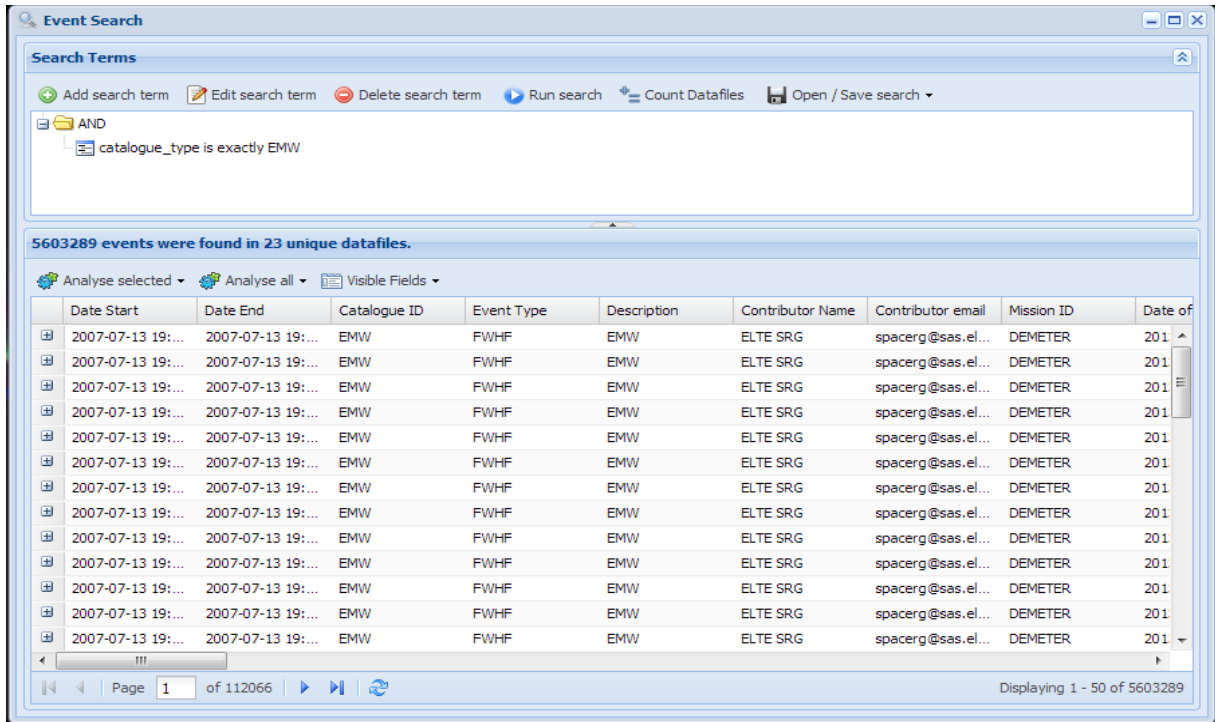 Event Search
Search Terms
Add search term Edit search term Delete search term Run search Count Datafiles Open / Save search
AND
catalogue_type is exactly EMW
5603289 events were found in 23 unique datafiles.
Analyse selected Analyse all Visible Fields
Date Start Date End Catalogue ID Event Type Description Contributor Name Contributor email Mission ID Date of
2007-07-13 19:... 2007-07-13 19:... EMW FWHF EMW ELTE SRG spacerg@sas.el... DEMETER 201
2007-07-13 19:... 2007-07-13 19:... EMW FWHF EMW ELTE SRG spacerg@sas.el... DEMETER 201
2007-07-13 19:... 2007-07-13 19:... EMW FWHF EMW ELTE SRG spacerg@sas.el... DEMETER 201
2007-07-13 19:... 2007-07-13 19:... EMW FWHF EMW ELTE SRG spacerg@sas.el... DEMETER 201
2007-07-13 19:... 2007-07-13 19:... EMW FWHF EMW ELTE SRG spacerg@sas.el... DEMETER 201
2007-07-13 19:... 2007-07-13 19:... EMW FWHF EMW ELTE SRG spacerg@sas.el... DEMETER 201
2007-07-13 19:... 2007-07-13 19:... EMW FWHF EMW ELTE SRG spacerg@sas.el... DEMETER 201
2007-07-13 19:... 2007-07-13 19:... EMW FWHF EMW ELTE SRG spacerg@sas.el... DEMETER 201
2007-07-13 19:... 2007-07-13 19:... EMW FWHF EMW ELTE SRG spacerg@sas.el... DEMETER 201
2007-07-13 19:... 2007-07-13 19:... EMW FWHF EMW ELTE SRG spacerg@sas.el... DEMETER 201
2007-07-13 19:... 2007-07-13 19:... EMW FWHF EMW ELTE SRG spacerg@sas.el... DEMETER 201
2007-07-13 19:... 2007-07-13 19:... EMW FWHF EMW ELTE SRG spacerg@sas.el... DEMETER 201
2007-07-13 19:... 2007-07-13 19:... EMW FWHF EMW ELTE SRG spacerg@sas.el... DEMETER 201
Page 1 of 112066 Displaying 1 - 50 of 5603289